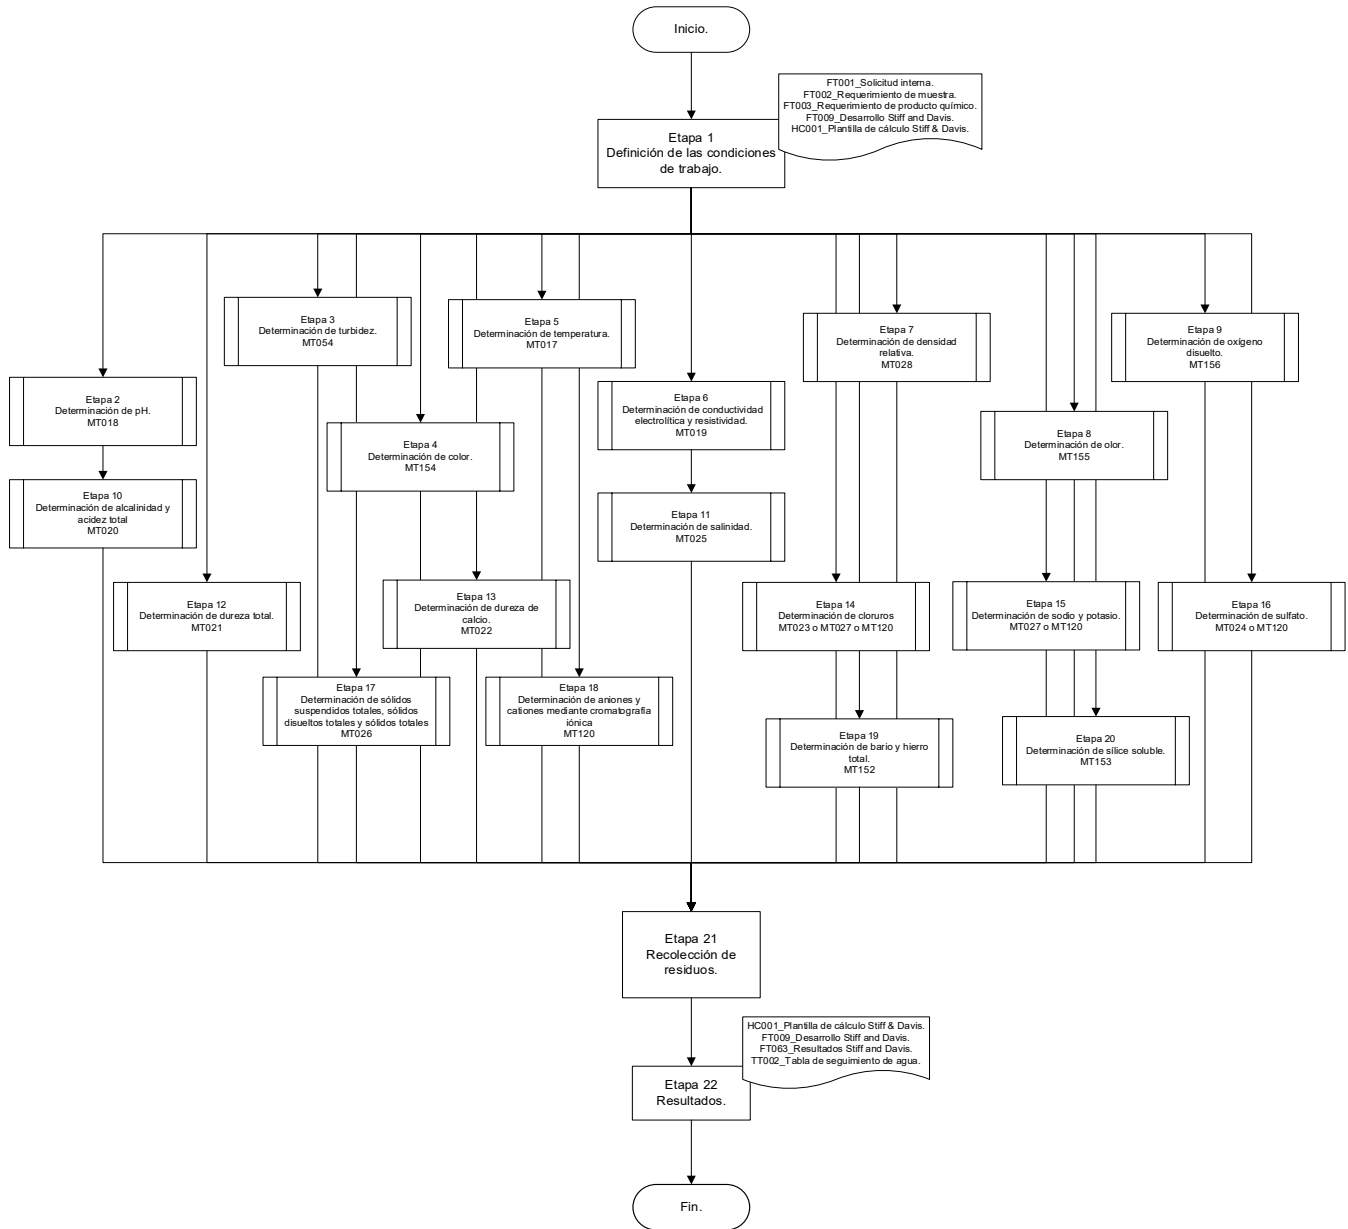 Inicio.
FT001_Solicitud interna.
FT002_Requerimiento de muestra.
FT003_Requerimiento de producto químico.
FT009_Desarrollo Stiff and Davis.
HC001_Plantilla de cálculo Stiff & Davis.
Etapa 1
Definición de las condiciones
de trabajo.
Etapa 2
Determinación de pH.
MT018
Etapa 3
Determinación de turbidez.
MT054
Etapa 4
Determinación de color.
MT154
Etapa 5
Determinación de temperatura.
MT017
Etapa 6
Determinación de conductividad
electrolítica y resistividad.
MT019
Etapa 7
Determinación de densidad
relativa.
MT028
Etapa 8
Determinación de olor.
MT155
Etapa 9
Determinación de oxígeno
disuelto.
MT156
Etapa 10
Determinación de alcalinidad y
acidez total
MT020
Etapa 11
Determinación de salinidad.
MT025
Etapa 12
Determinación de dureza total.
MT021
Etapa 13
Determinación de dureza de
calcio.
MT022
Etapa 14
Determinación de cloruros
MT023 o MT027 o MT120
Etapa 15
Determinación de sodio y potasio.
MT027 o MT120
Etapa 16
Determinación de sulfato.
MT024 o MT120
Etapa 17
Determinación de sólidos
suspendidos totales, sólidos
disueltos totales y sólidos totales
MT026
Etapa 18
Determinación de aniones y
cationes mediante cromatografía
iónica
MT120
Etapa 19
Determinación de bario y hierro
total.
MT152
Etapa 20
Determinación de sílice soluble.
MT153
Etapa 21
Recolección de
residuos.
HC001_Plantilla de cálculo Stiff & Davis.
FT009_Desarrollo Stiff and Davis.
FT063_Resultados Stiff and Davis.
TT002_Tabla de seguimiento de agua.
Etapa 22
Resultados.
Fin.